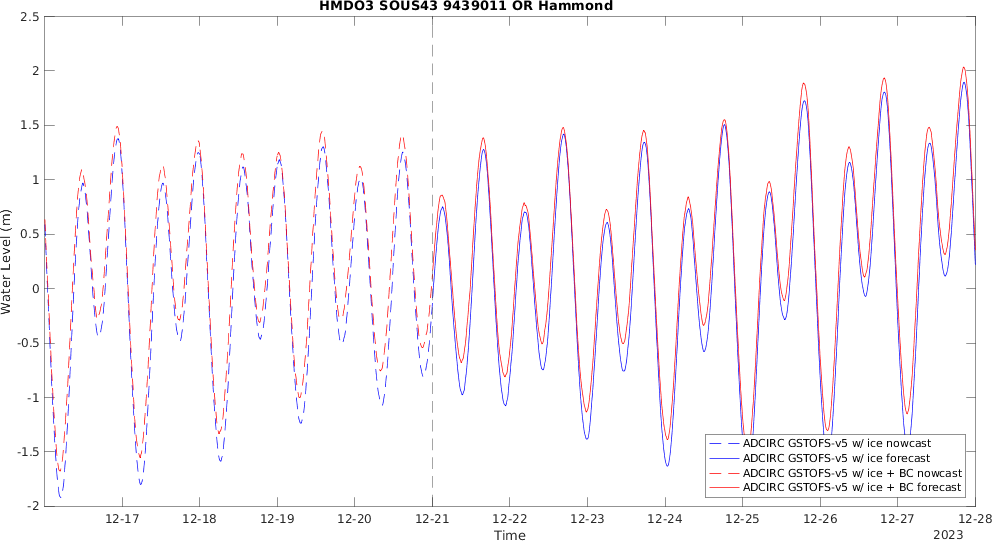 HMDO3 SOUS43 9439011 OR Hammond
2.5
2
1.5
1
0.5
0
-0.5
-1
-1.5
-2
Water Level (m)
12-17 12-18 12-19 12-20 12-21 12-22 12-23 12-24 12-25 12-26 12-27 12-28
Time
2023
ADCIRC GSTOFS-v5 w/ ice nowcast
ADCIRC GSTOFS-v5 w/ ice forecast
ADCIRC GSTOFS-v5 w/ ice + BC nowcast
ADCIRC GSTOFS-v5 w/ ice + BC forecast